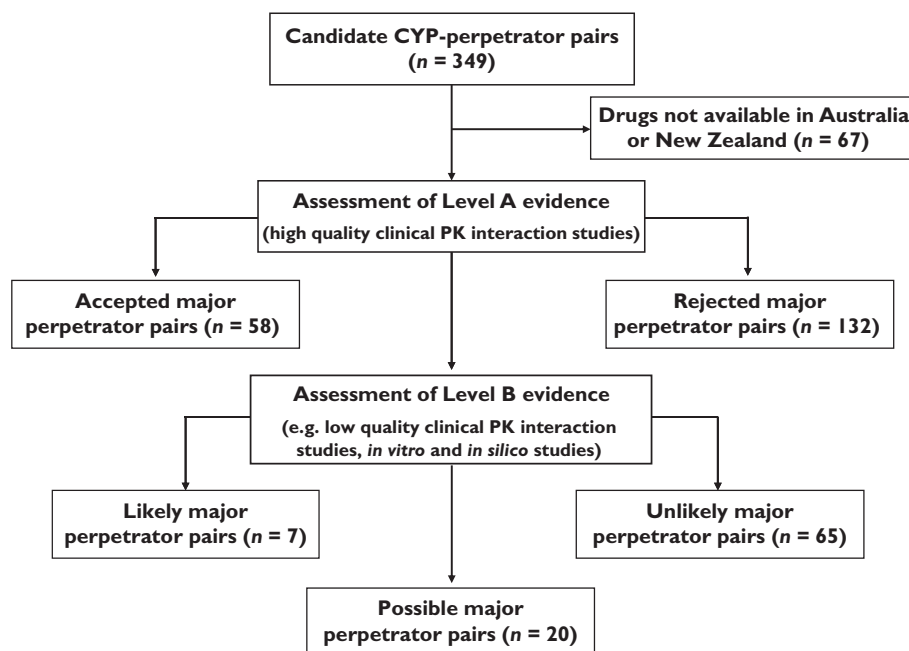 Candidate CYP-perpetrator pairs
(n = 349)
Drugs not available in Australia
or New Zealand (n = 67)
Assessment of Level A evidence
(high quality clinical PK interaction studies)
Accepted major
perpetrator pairs (n = 58)
Rejected major
perpetrator pairs (n = 132)
Assessment of Level B evidence
(e.g. low quality clinical PK interaction
studies, in vitro and in silico studies)
Likely major
perpetrator pairs (n = 7)
Unlikely major
perpetrator pairs (n = 65)
Possible major
perpetrator pairs (n = 20)